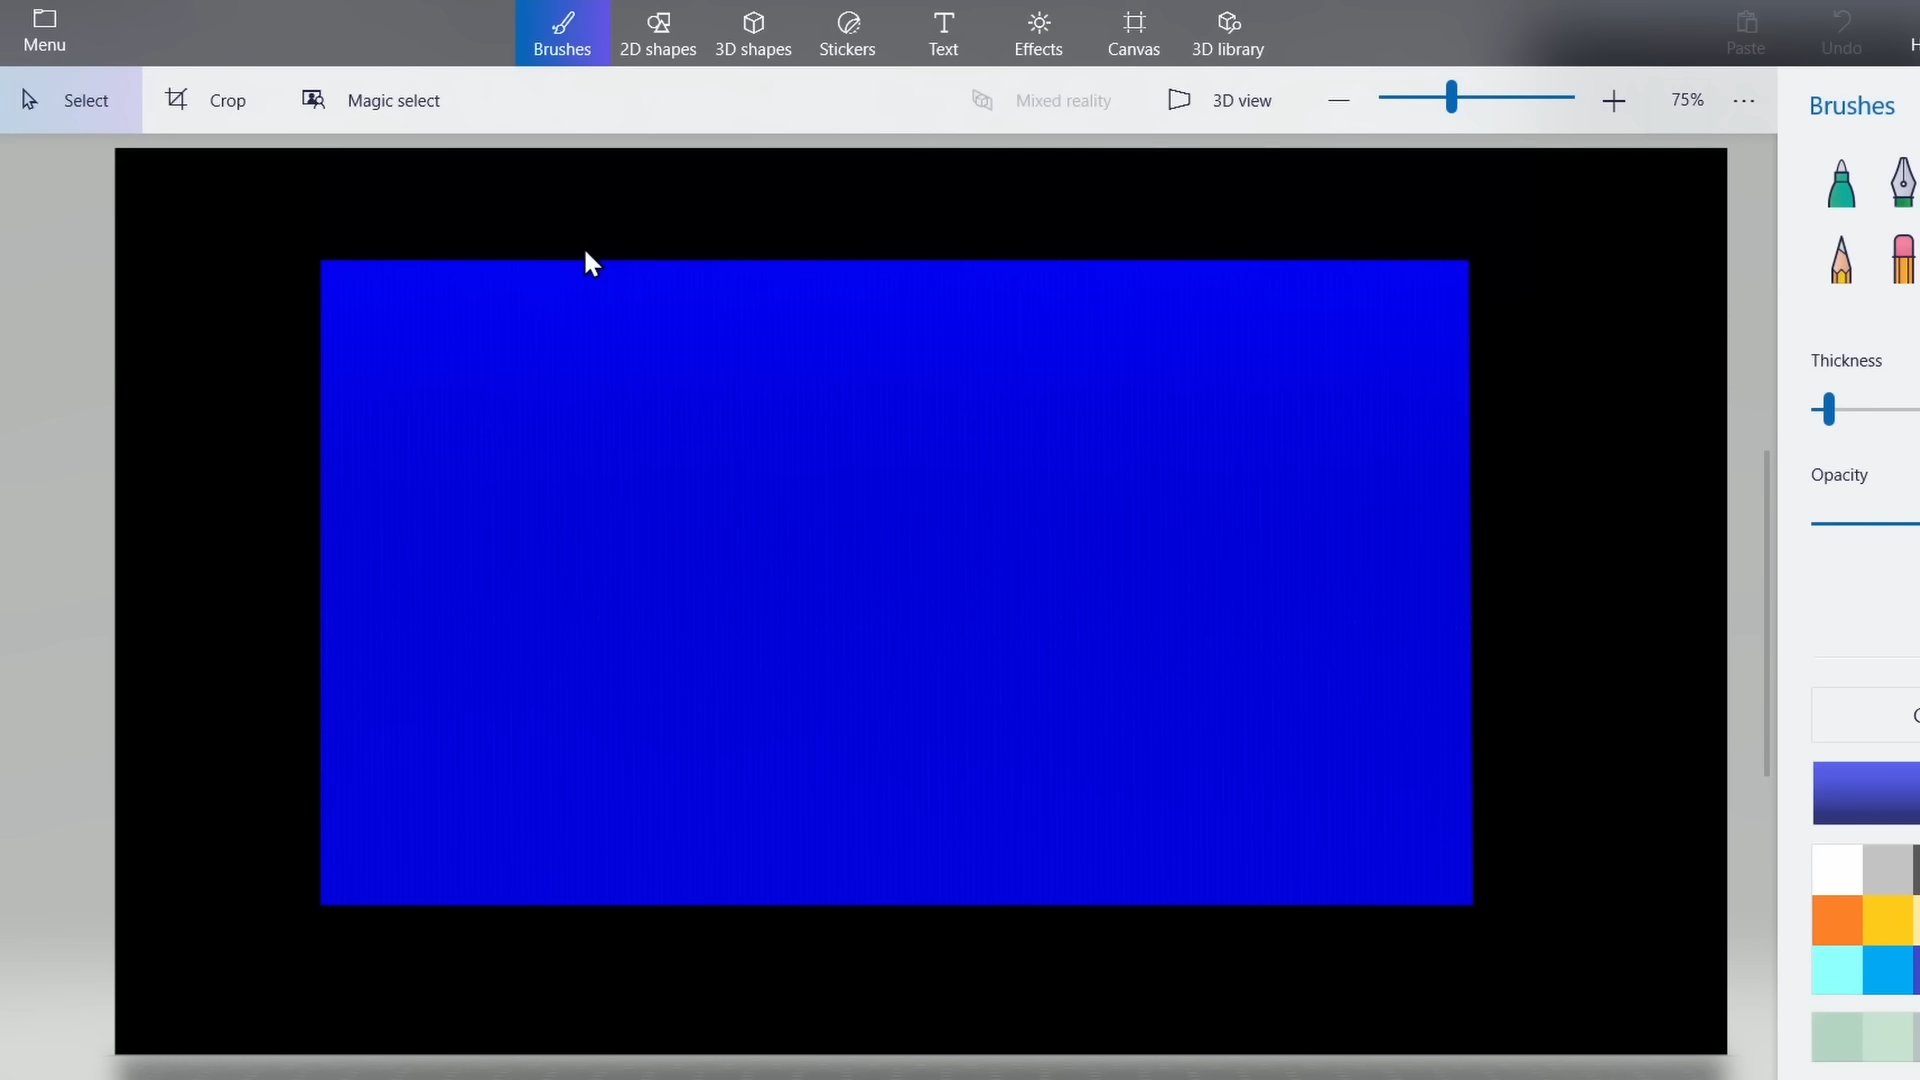 Menu
Brushes
2D shapes
3D shapes
Stickers
Text
Effects
Canvas
3D library
Paste
Undo
Select
Crop
Magic select
Mixed reality
3D view
75%
Brushes
Thickness
Opacity